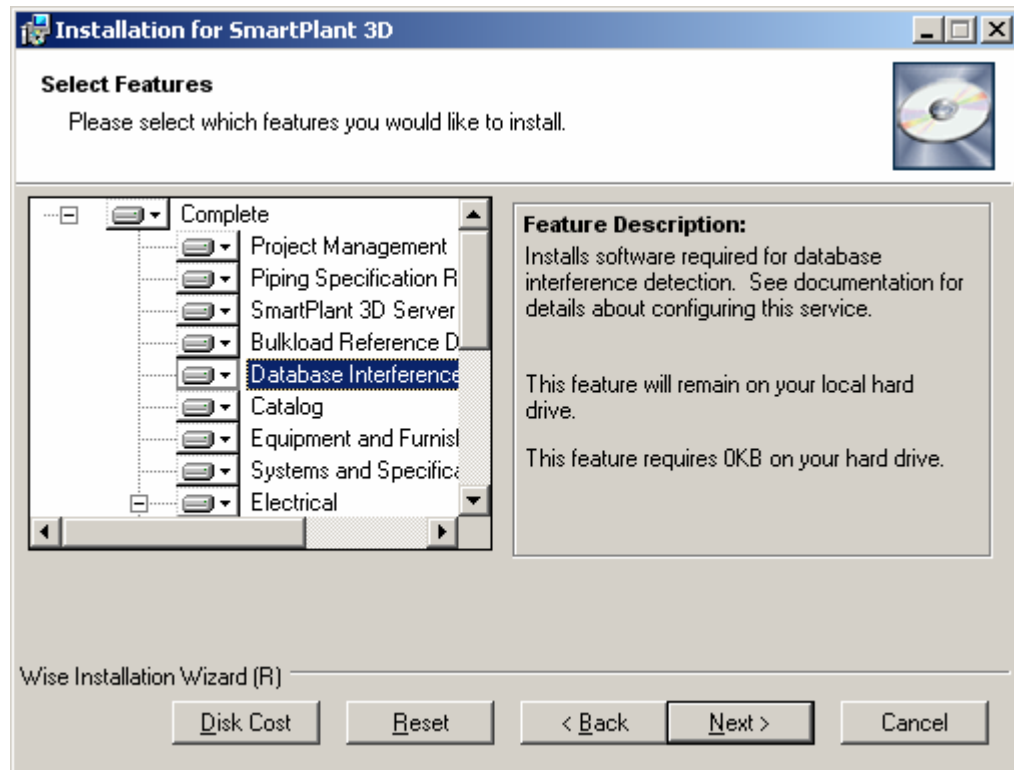 Installation for SmartPlant 3D
Select Features
Please select which features you would like to install.
Complete
Project Management
Piping Specification R
SmartPlant 3D Server
Bulkload Reference D
Database Interference
Catalog
Equipment and Furnish
Systems and Specifica
Electrical
Feature Description:
Installs software required for database
interference detection. See documentation for
details about configuring this service.
This feature will remain on your local hard
drive.
This feature requires 0KB on your hard drive.
Wise Installation Wizard (R)
Disk Cost Reset < Back Next > Cancel